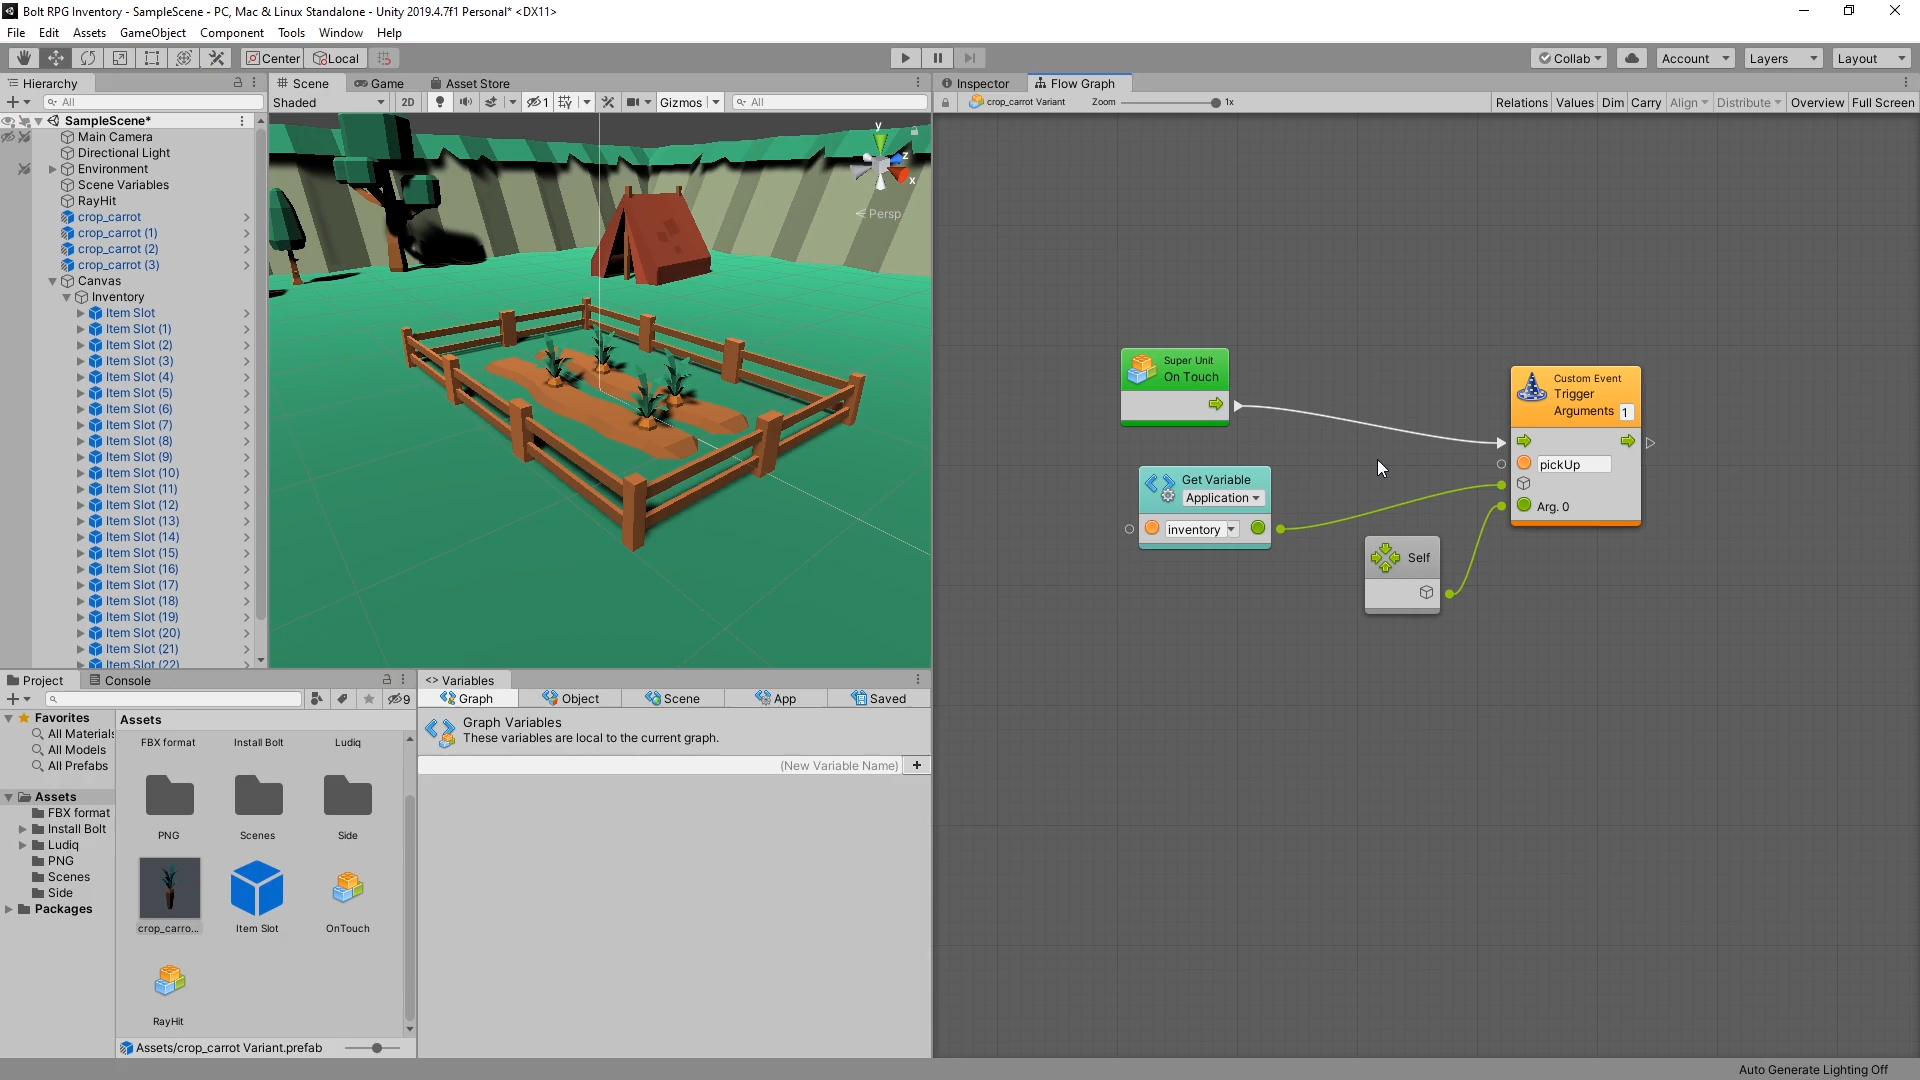 Bolt RPG Inventory - SampleScene - PC, Mac & Linux Standalone - Unity 2019.4.7f1 Personal* <DX11>
File Edit Assets GameObject Component Tools Window Help
Center Local Collab Account Layers Layout
Hierarchy
All
SampleScene*
Main Camera
Directional Light
Environment
Scene Variables
RayHit
crop_carrot
crop_carrot (1)
crop_carrot (2)
crop_carrot (3)
Canvas
Inventory
Item Slot
Item Slot (1)
Item Slot (2)
Item Slot (3)
Item Slot (4)
Item Slot (5)
Item Slot (6)
Item Slot (7)
Item Slot (8)
Item Slot (9)
Item Slot (10)
Item Slot (11)
Item Slot (12)
Item Slot (13)
Item Slot (14)
Item Slot (15)
Item Slot (16)
Item Slot (17)
Item Slot (18)
Item Slot (19)
Item Slot (20)
Item Slot (21)
Item Slot (22)
Scene Game Asset Store
Shaded 2D 1 Gizmos All
y
z
x
Persp
Inspector Flow Graph
crop_carrot Variant Zoom 1x Relations Values Dim Carry Align Distribute Overview Full Screen
Super Unit
On Touch
Get Variable
Application
inventory
Self
Custom Event
Trigger
Arguments 1
pickUp
Arg. 0
Project Console
9
Favorites
All Materials
All Models
All Prefabs
Assets
FBX format
Install Bolt
Ludiq
PNG
Scenes
Side
Packages
Assets
FBX format Install Bolt Ludiq
PNG Scenes Side
crop_carro... Item Slot OnTouch
RayHit
Assets/crop_carrot Variant.prefab
<> Variables
Graph Object Scene App Saved
Graph Variables
These variables are local to the current graph.
(New Variable Name) +
Auto Generate Lighting Off